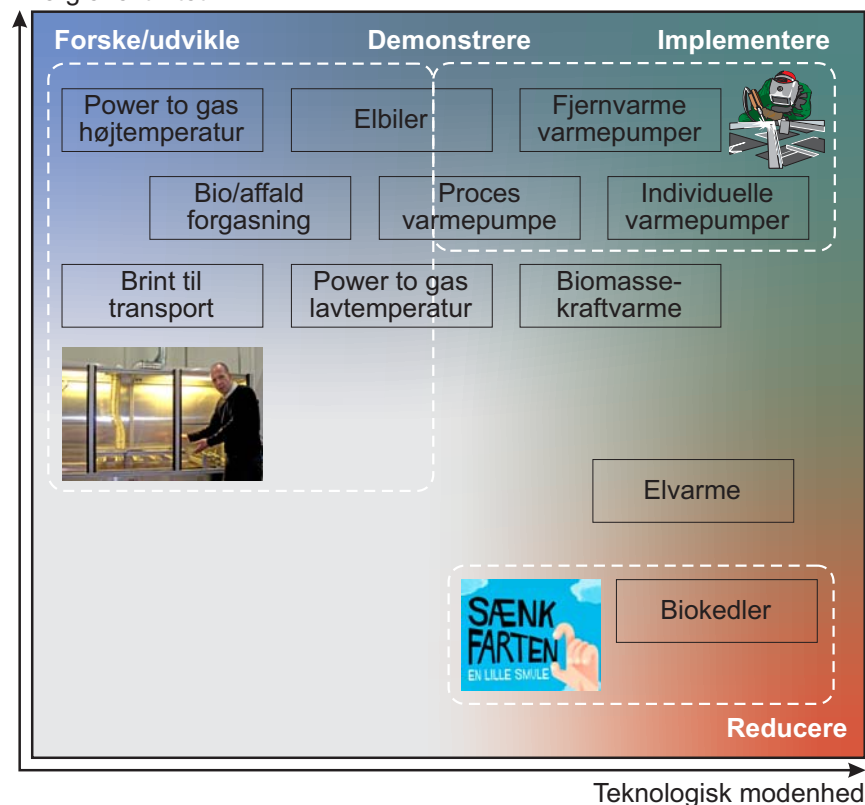 Forske/udvikle
Demonstrere
Implementere
Power to gas
højtemperatur
Elbiler
Fjernvarme
varmepumper
Bio/affald
forgasning
Proces
varmepumpe
Individuelle
varmepumper
Brint til
transport
Power to gas
lavtemperatur
Biomasse-
kraftvarme
Elvarme
SÆNK
FARTEN
EN LILLE SMULE
Biokedler
Reducere
Teknologisk modenhed